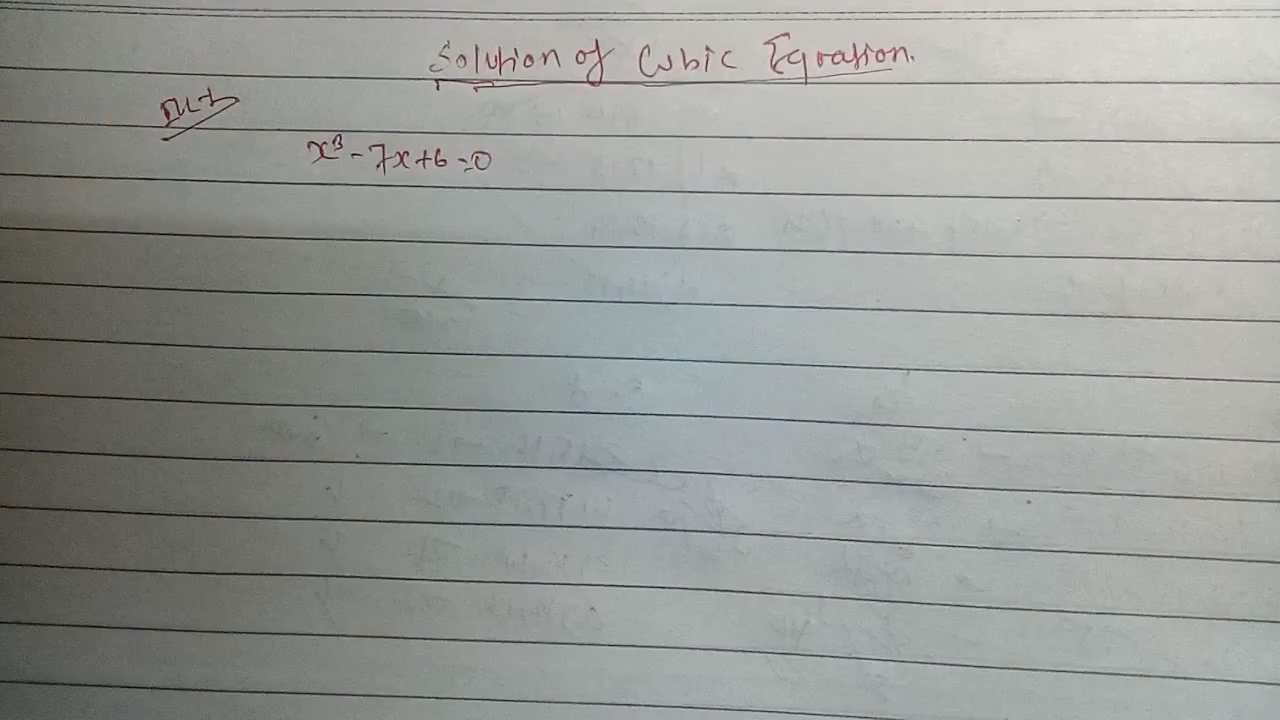 Solution of Cubic Equation.
x³ - 7x + 6 = 0